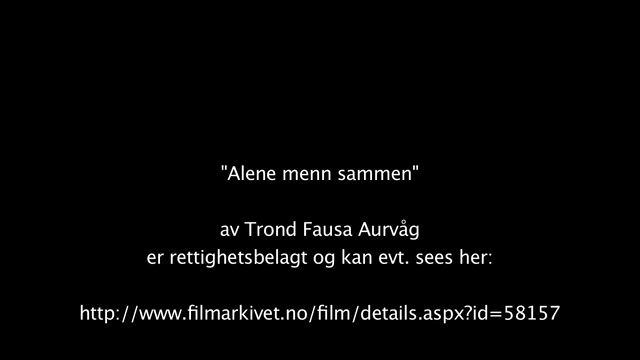 "Alene menn sammen"
av Trond Fausa Aurvåg
er rettighetsbelagt og kan evt. sees her:
http://www.filmarkivet.no/film/details.aspx?id=58157